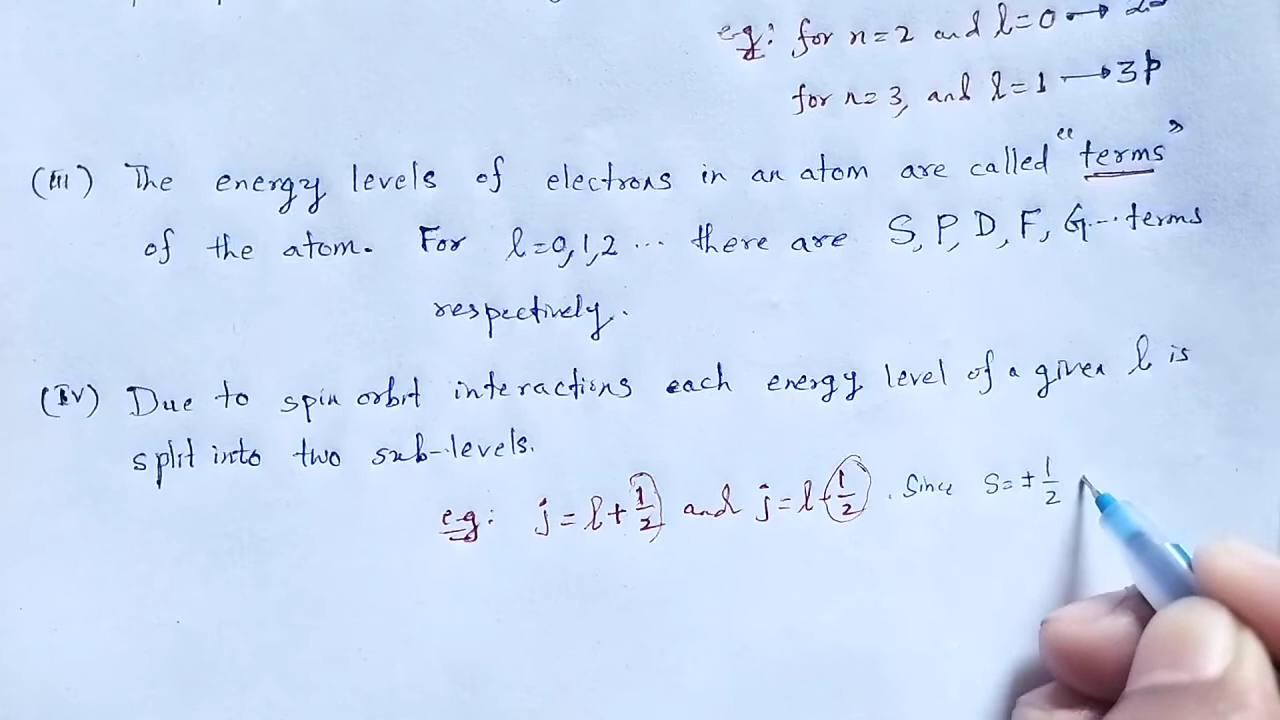 eg: for n=2 and l=0 →
for n=3, and l=1 → 3p
(III) The energy levels of electrons in an atom are called "terms"
of the atom. For l=0,1,2 ... there are S, P, D, F, G... terms
respectively.
(IV) Due to spin orbit interactions each energy level of a given l is
split into two sub-levels.
eg: j = l + 1/2 and j = l - 1/2 . Since S = ± 1/2